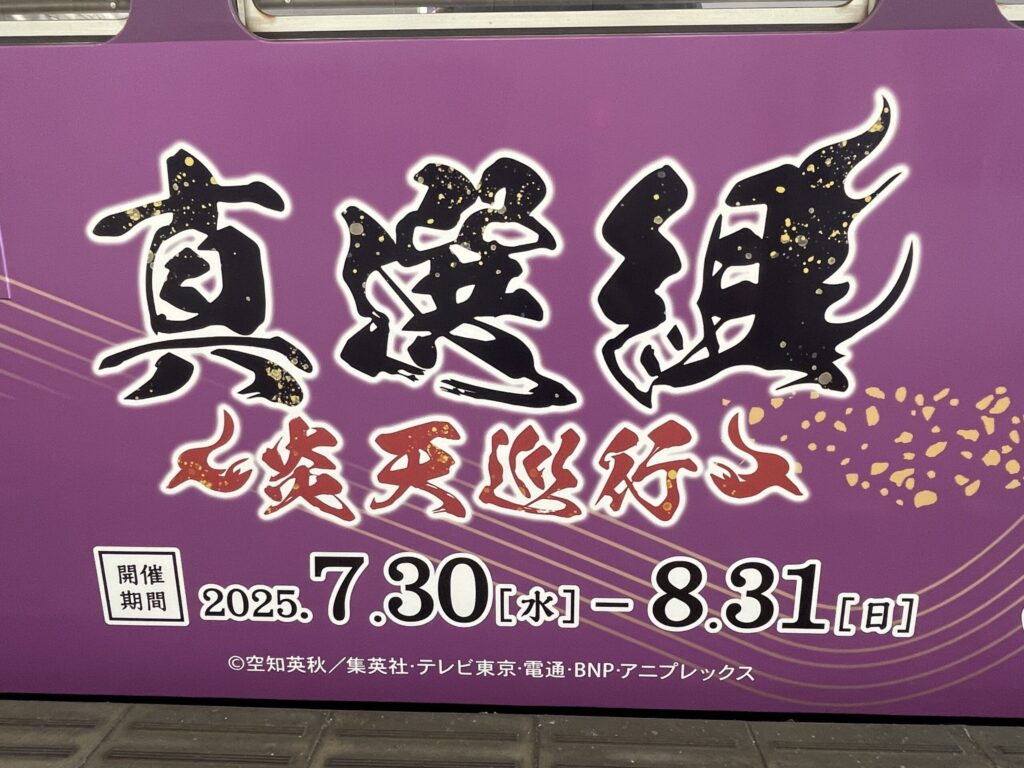 真選組
炎天巡行
開催期間 2025.7.30[水]－8.31[日]
©空知英秋／集英社・テレビ東京・電通・BNP・アニプレックス